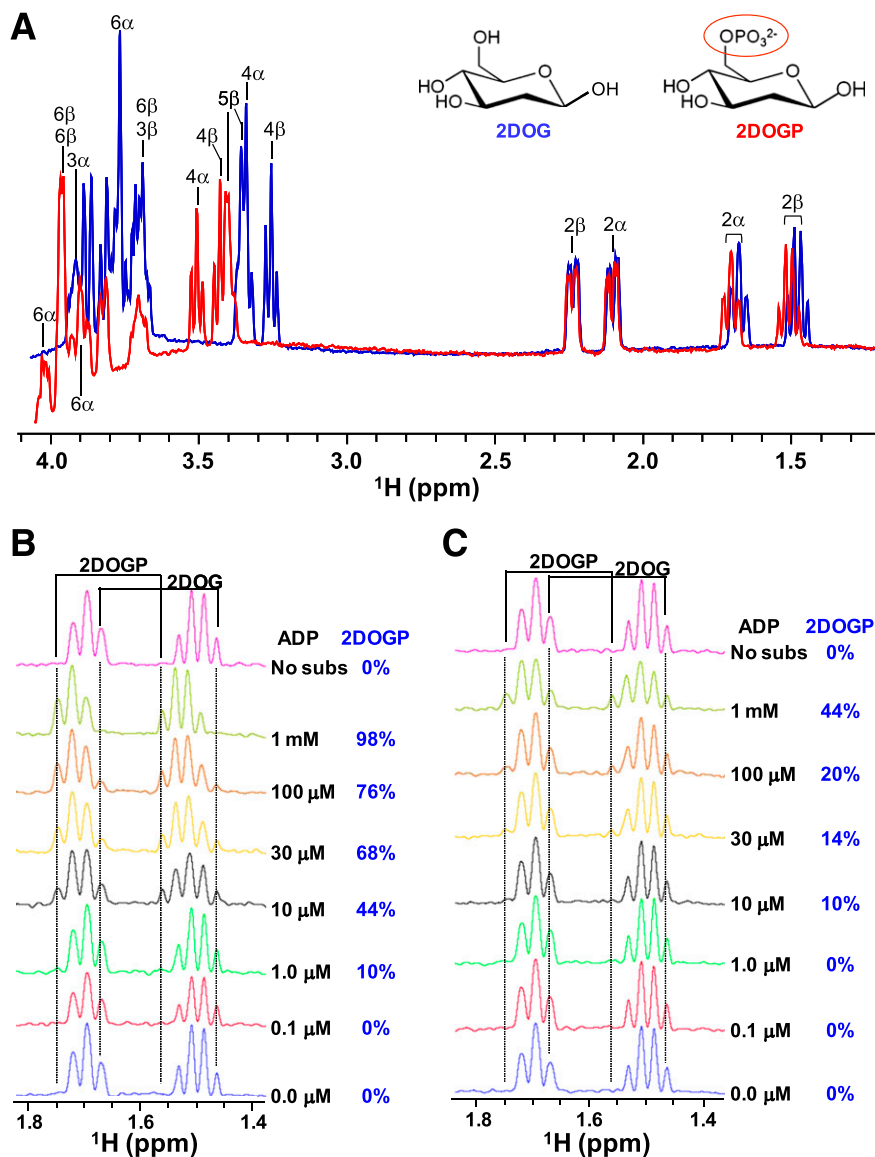 A
6α
OH
OPO₃²⁻
HO
O
OH
HO
HO
O
OH
HO
2DOG
2DOGP
6β
6β
3α
6β
3β
4α
5β
4β
4β
4α
6α
6α
2β
2α
2α
2β
4.0 3.5 3.0 2.5 2.0 1.5
¹H (ppm)
B
2DOGP
2DOG
ADP 2DOGP
No subs 0%
1 mM 98%
100 μM 76%
30 μM 68%
10 μM 44%
1.0 μM 10%
0.1 μM 0%
0.0 μM 0%
1.8 1.6 1.4
¹H (ppm)
C
2DOGP
2DOG
ADP 2DOGP
No subs 0%
1 mM 44%
100 μM 20%
30 μM 14%
10 μM 10%
1.0 μM 0%
0.1 μM 0%
0.0 μM 0%
1.8 1.6 1.4
¹H (ppm)